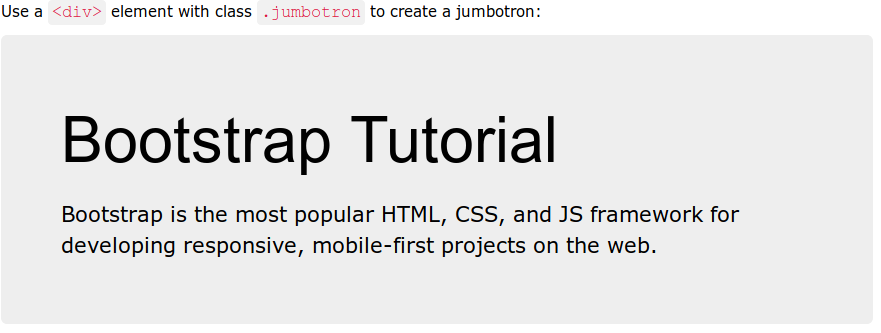 Use a <div> element with class .jumbotron to create a jumbotron:
Bootstrap Tutorial
Bootstrap is the most popular HTML, CSS, and JS framework for
developing responsive, mobile-first projects on the web.